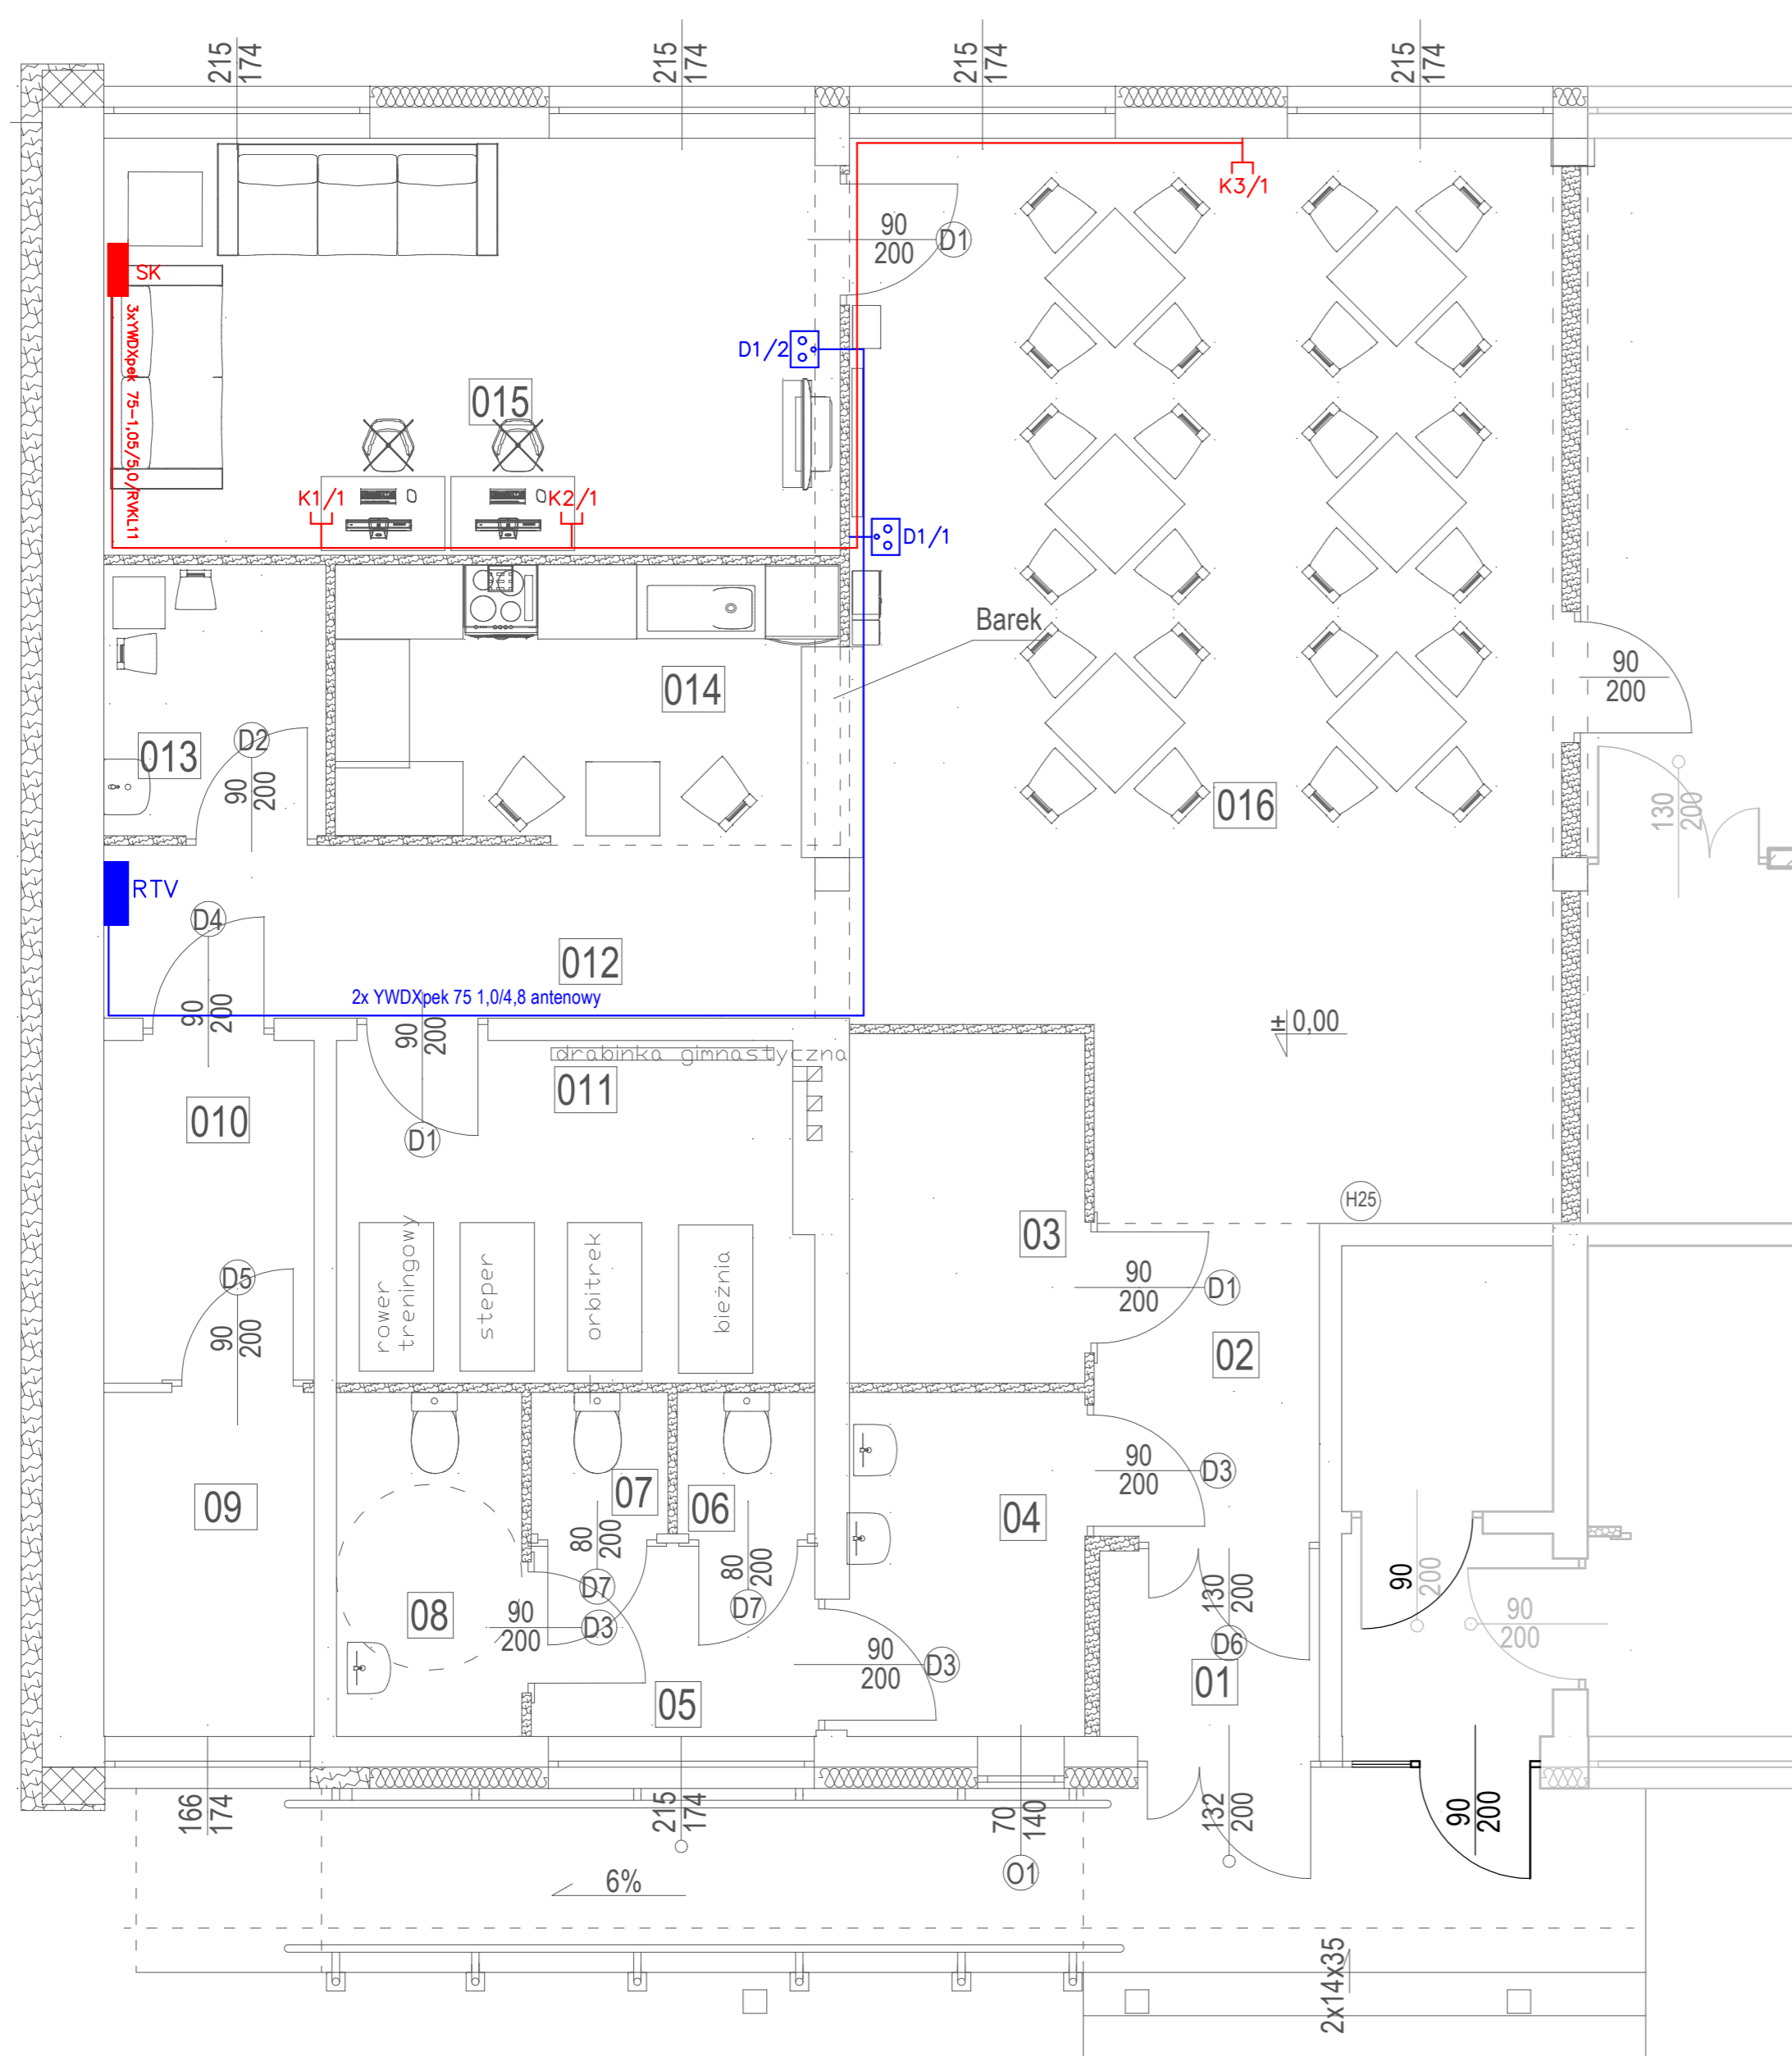 215
174
215
174
215
174
215
174
K3/1
90
200
D1
SK
3xYWDXpek 75-1,05/5,0/RVKL11
D1/2
015
K1/1
K2/1
D1/1
Barek
014
90
200
013
D2
90
200
016
130
200
RTV
D4
90
200
012
2x YWDXpek 75 1,0/4,8 antenowy
90
200
± 0,00
drabinka gimnastyczna
011
010
D1
H25
03
rower
treningowy
steper
orbitrek
bieżnia
D5
90
200
90
200
D1
02
90
200
D3
09
07
06
04
80
200
80
200
D7
D7
08
90
200
D3
130
200
D6
90
200
90
200
90
200
D3
01
05
166
174
215
174
70
140
132
200
90
200
O1
6%
2x14x35